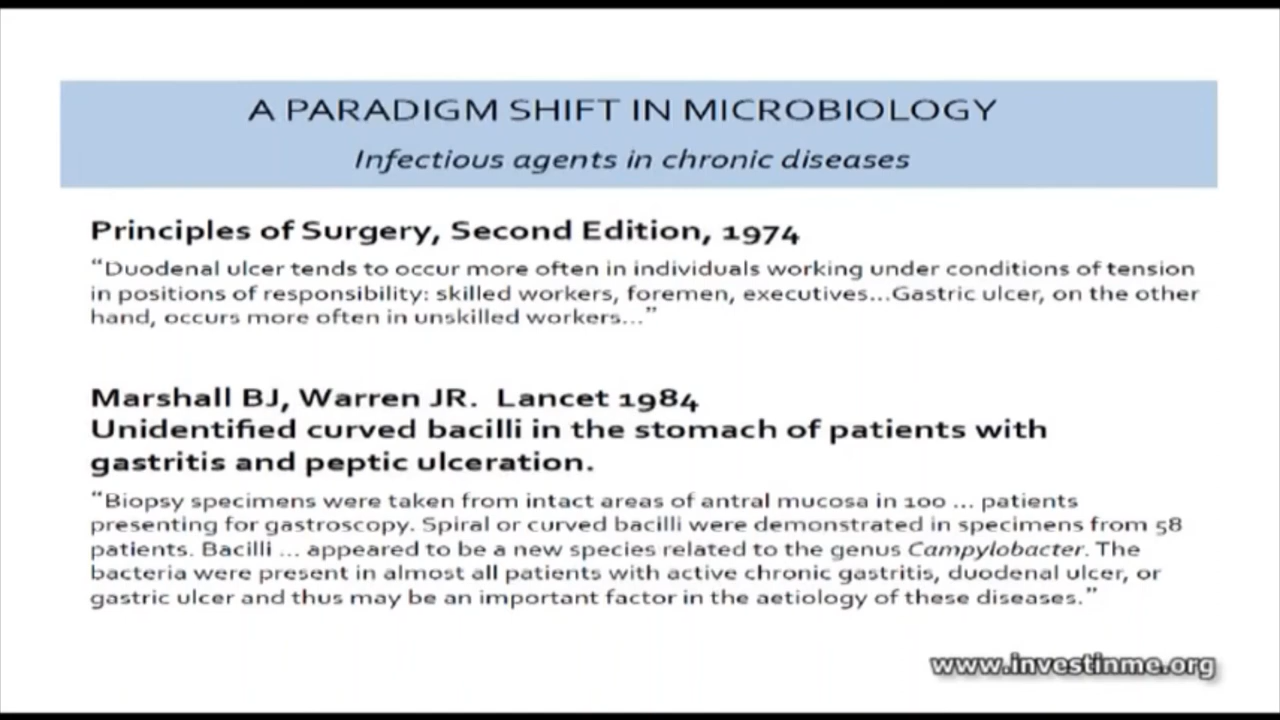 A PARADIGM SHIFT IN MICROBIOLOGY
Infectious agents in chronic diseases
Principles of Surgery, Second Edition, 1974
“Duodenal ulcer tends to occur more often in individuals working under conditions of tension
in positions of responsibility: skilled workers, foremen, executives...Gastric ulcer, on the other
hand, occurs more often in unskilled workers...”
Marshall BJ, Warren JR. Lancet 1984
Unidentified curved bacilli in the stomach of patients with
gastritis and peptic ulceration.
“Biopsy specimens were taken from intact areas of antral mucosa in 100 ... patients
presenting for gastroscopy. Spiral or curved bacilli were demonstrated in specimens from 58
patients. Bacilli ... appeared to be a new species related to the genus Campylobacter. The
bacteria were present in almost all patients with active chronic gastritis, duodenal ulcer, or
gastric ulcer and thus may be an important factor in the aetiology of these diseases.”
www.investinme.org